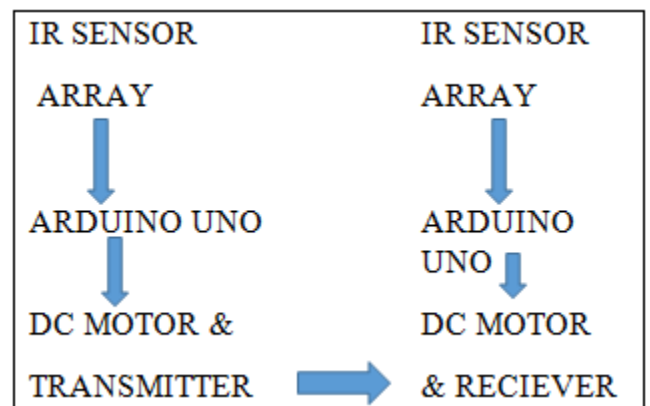 IR SENSOR
ARRAY
ARDUINO UNO
DC MOTOR &
TRANSMITTER
IR SENSOR
ARRAY
ARDUINO
UNO
DC MOTOR
& RECIEVER